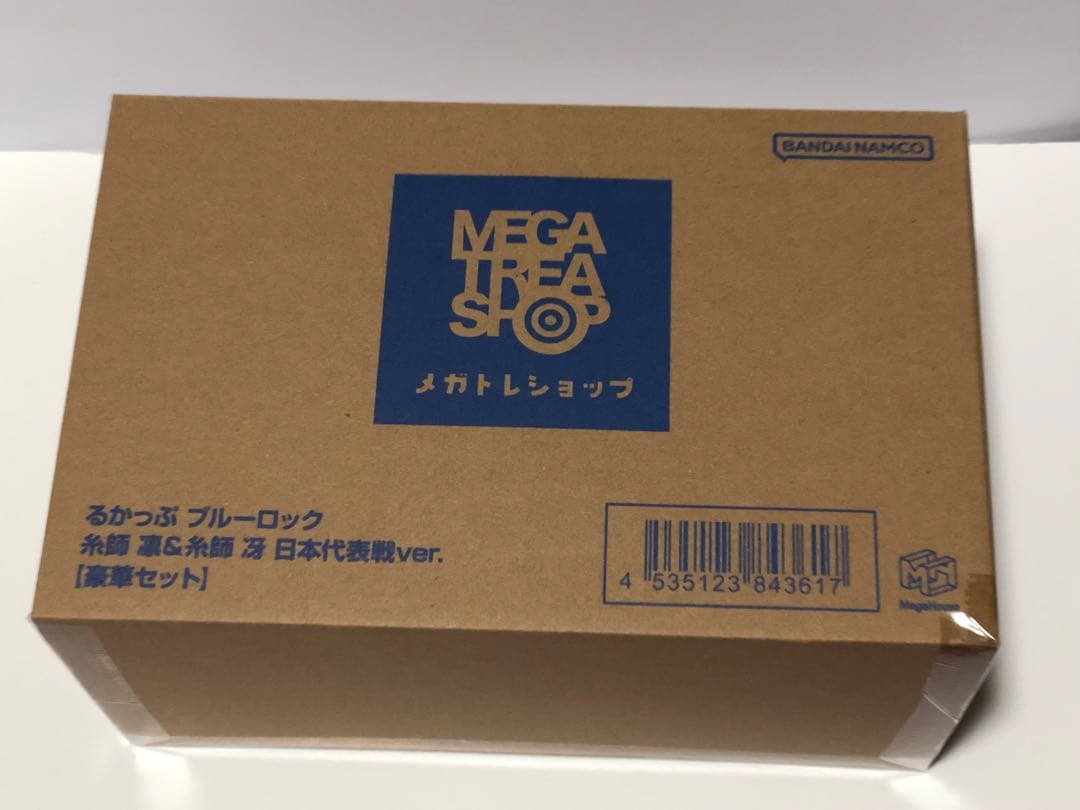 BANDAI NAMCO
MEGA
TREA
SHOP
メガトレショップ
るかっぷ ブルーロック
糸師 凛&糸師 冴 日本代表戦ver.
【豪華セット】
4 535123 843617
MegaHouse